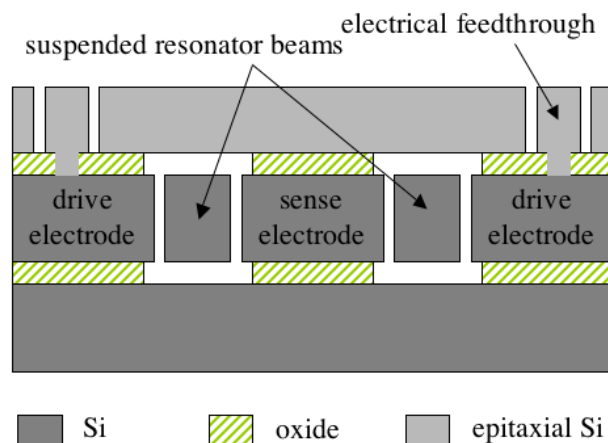 electrical feedthrough
suspended resonator beams
drive
electrode
sense
electrode
drive
electrode
Si
oxide
epitaxial Si